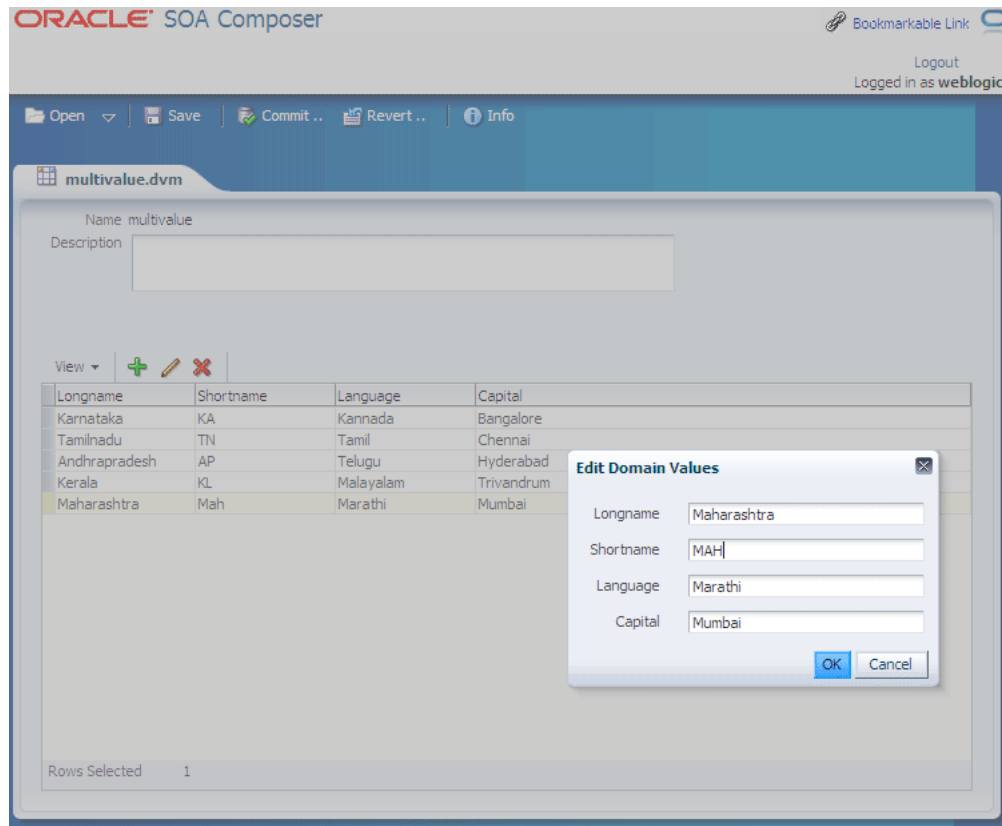 ORACLE SOA Composer
Bookmarkable Link
Logout
Logged in as weblogic
Open Save Commit .. Revert .. Info
multivalue.dvm
Name multivalue
Description
View
Longname Shortname Language Capital
Karnataka KA Kannada Bangalore
Tamilnadu TN Tamil Chennai
Andhrapradesh AP Telugu Hyderabad
Kerala KL Malayalam Trivandrum
Maharashtra Mah Marathi Mumbai
Edit Domain Values
Longname Maharashtra
Shortname MAH
Language Marathi
Capital Mumbai
OK Cancel
Rows Selected 1